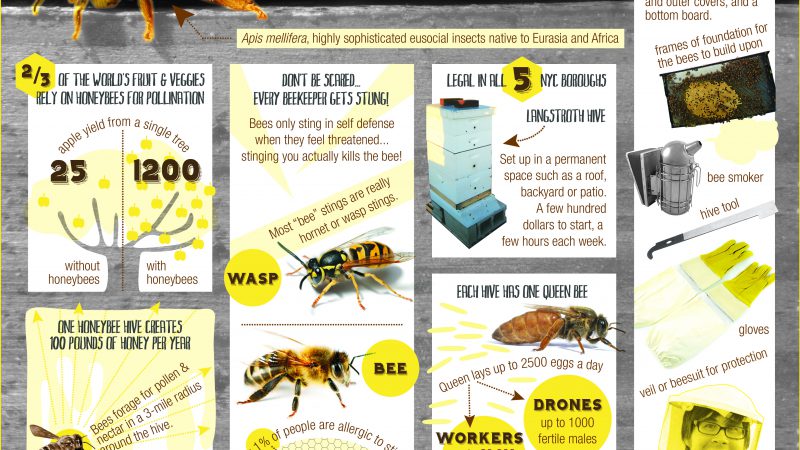 Apis mellifera, highly sophisticated eusocial insects native to Eurasia and Africa
2/3 OF THE WORLD'S FRUIT & VEGGIES
RELY ON HONEYBEES FOR POLLINATION
apple yield from a single tree
25
1200
without
honeybees
with
honeybees
ONE HONEYBEE HIVE CREATES
100 POUNDS OF HONEY PER YEAR
Bees forage for pollen &
nectar in a 3-mile radius
around the hive.
DON'T BE SCARED...
EVERY BEEKEEPER GETS STUNG!
Bees only sting in self defense
when they feel threatened...
stinging you actually kills the bee!
Most "bee" stings are really
hornet or wasp stings.
WASP
BEE
1% of people are allergic to
LEGAL IN ALL 5 NYC BOROUGHS
LANGSTROTH HIVE
Set up in a permanent
space such as a roof,
backyard or patio.
A few hundred
dollars to start, a
few hours each week.
EACH HIVE HAS ONE QUEEN BEE
Queen lays up to 2500 eggs a day
DRONES
up to 1000
fertile males
WORKERS
and outer covers, and a
bottom board.
frames of foundation for
the bees to build upon
bee smoker
hive tool
gloves
veil or beesuit for protection